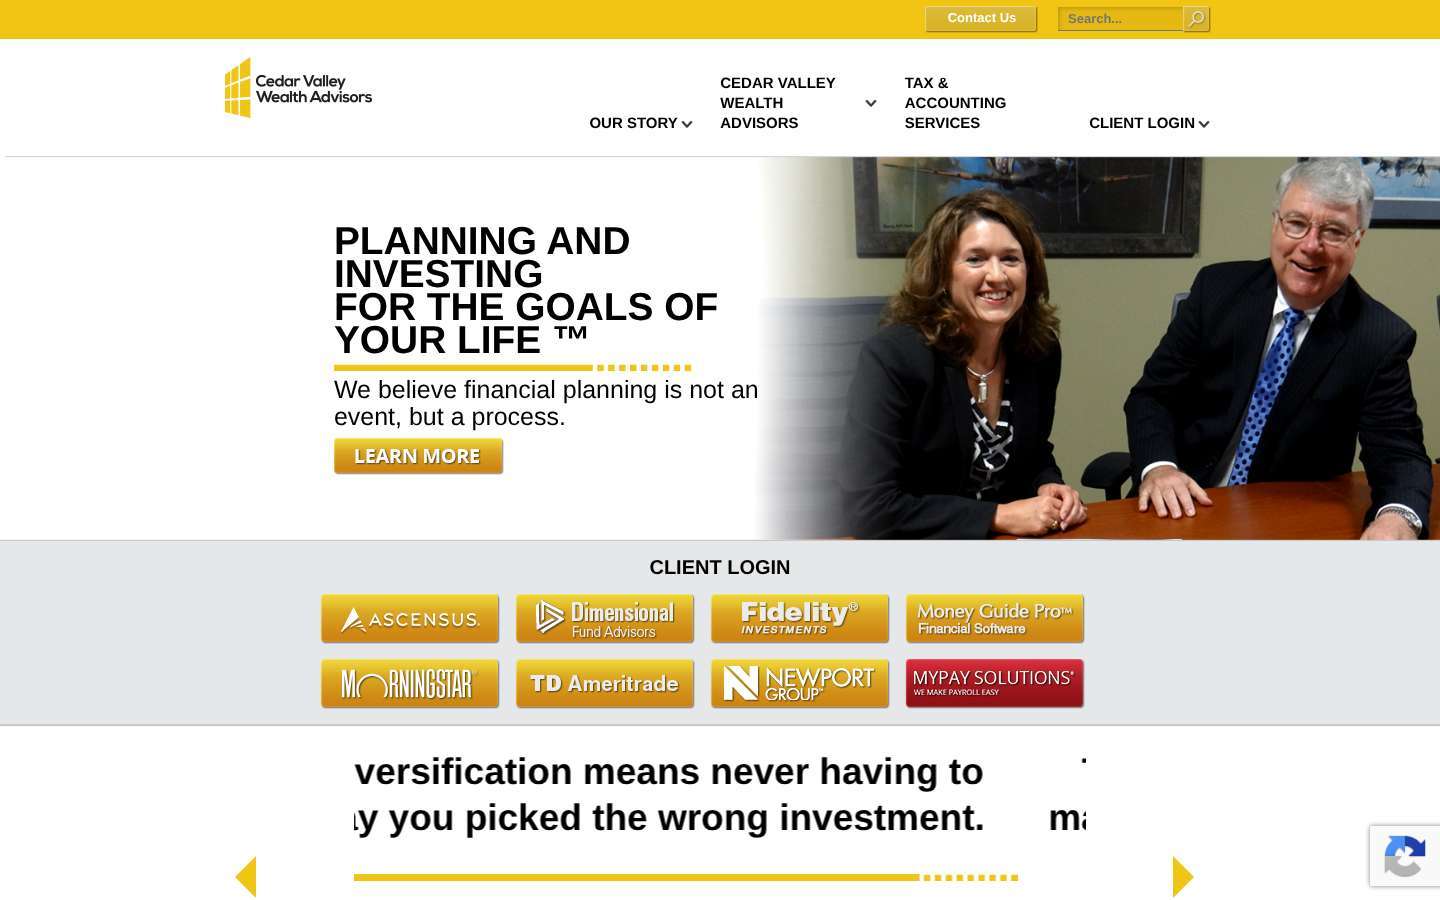 Contact Us
Search...
Cedar Valley
Wealth Advisors
OUR STORY
CEDAR VALLEY
WEALTH
ADVISORS
TAX &
ACCOUNTING
SERVICES
CLIENT LOGIN
PLANNING AND
INVESTING
FOR THE GOALS OF
YOUR LIFE ™
We believe financial planning is not an
event, but a process.
LEARN MORE
CLIENT LOGIN
ASCENSUS.
Dimensional
Fund Advisors
Fidelity®
INVESTMENTS
Money Guide Pro™
Financial Software
MORNINGSTAR
TD Ameritrade
NEWPORT
GROUP™
MYPAY SOLUTIONS®
WE MAKE PAYROLL EASY
versification means never having to
ay you picked the wrong investment.